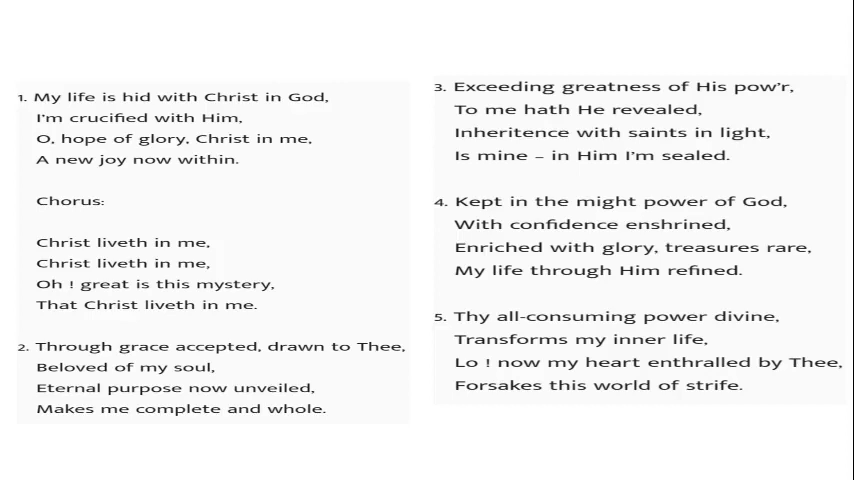 1. My life is hid with Christ in God,
I'm crucified with Him,
O, hope of glory, Christ in me,
A new joy now within.
Chorus:
Christ liveth in me,
Christ liveth in me,
Oh ! great is this mystery,
That Christ liveth in me.
2. Through grace accepted, drawn to Thee,
Beloved of my soul,
Eternal purpose now unveiled,
Makes me complete and whole.
3. Exceeding greatness of His pow'r,
To me hath He revealed,
Inheritence with saints in light,
Is mine – in Him I'm sealed.
4. Kept in the might power of God,
With confidence enshrined,
Enriched with glory, treasures rare,
My life through Him refined.
5. Thy all-consuming power divine,
Transforms my inner life,
Lo ! now my heart enthralled by Thee,
Forsakes this world of strife.